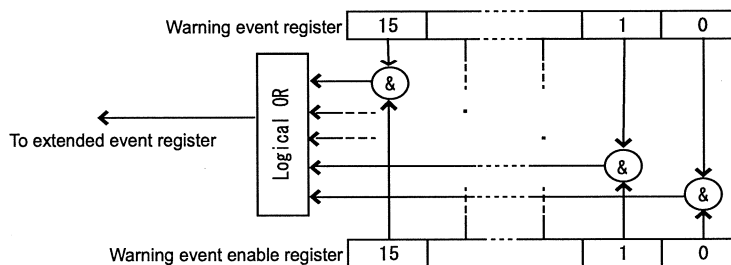 Warning event register 15 1 0
&
Logical OR
To extended event register
&
&
Warning event enable register 15 1 0